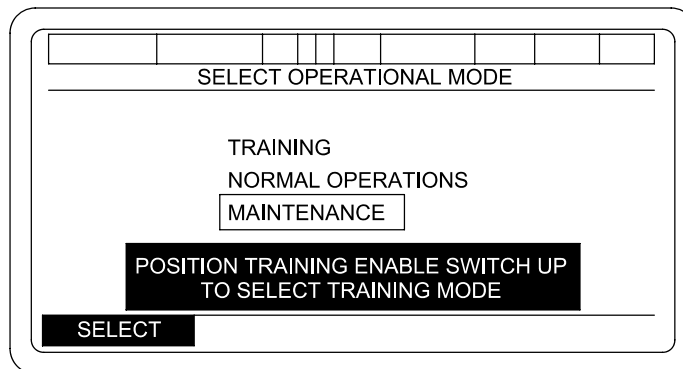 SELECT OPERATIONAL MODE
TRAINING
NORMAL OPERATIONS
MAINTENANCE
POSITION TRAINING ENABLE SWITCH UP
TO SELECT TRAINING MODE
SELECT